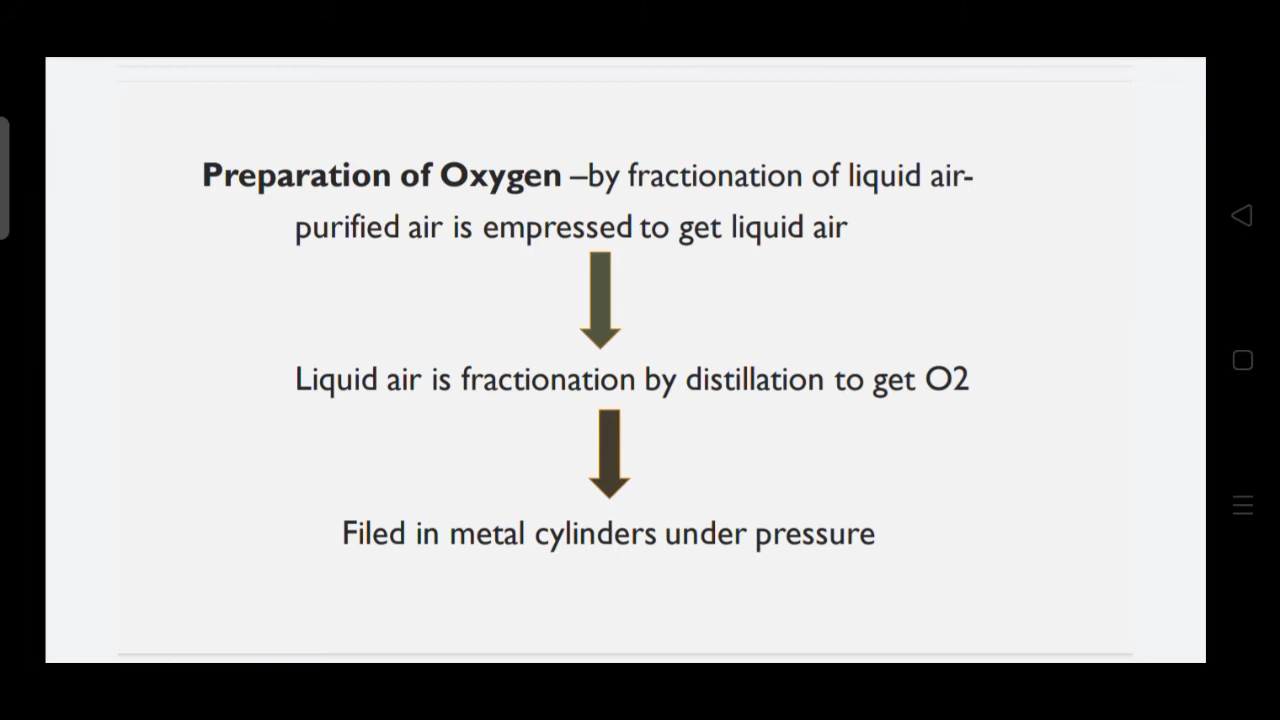 Preparation of Oxygen –by fractionation of liquid air-
purified air is empressed to get liquid air
Liquid air is fractionation by distillation to get O2
Filed in metal cylinders under pressure